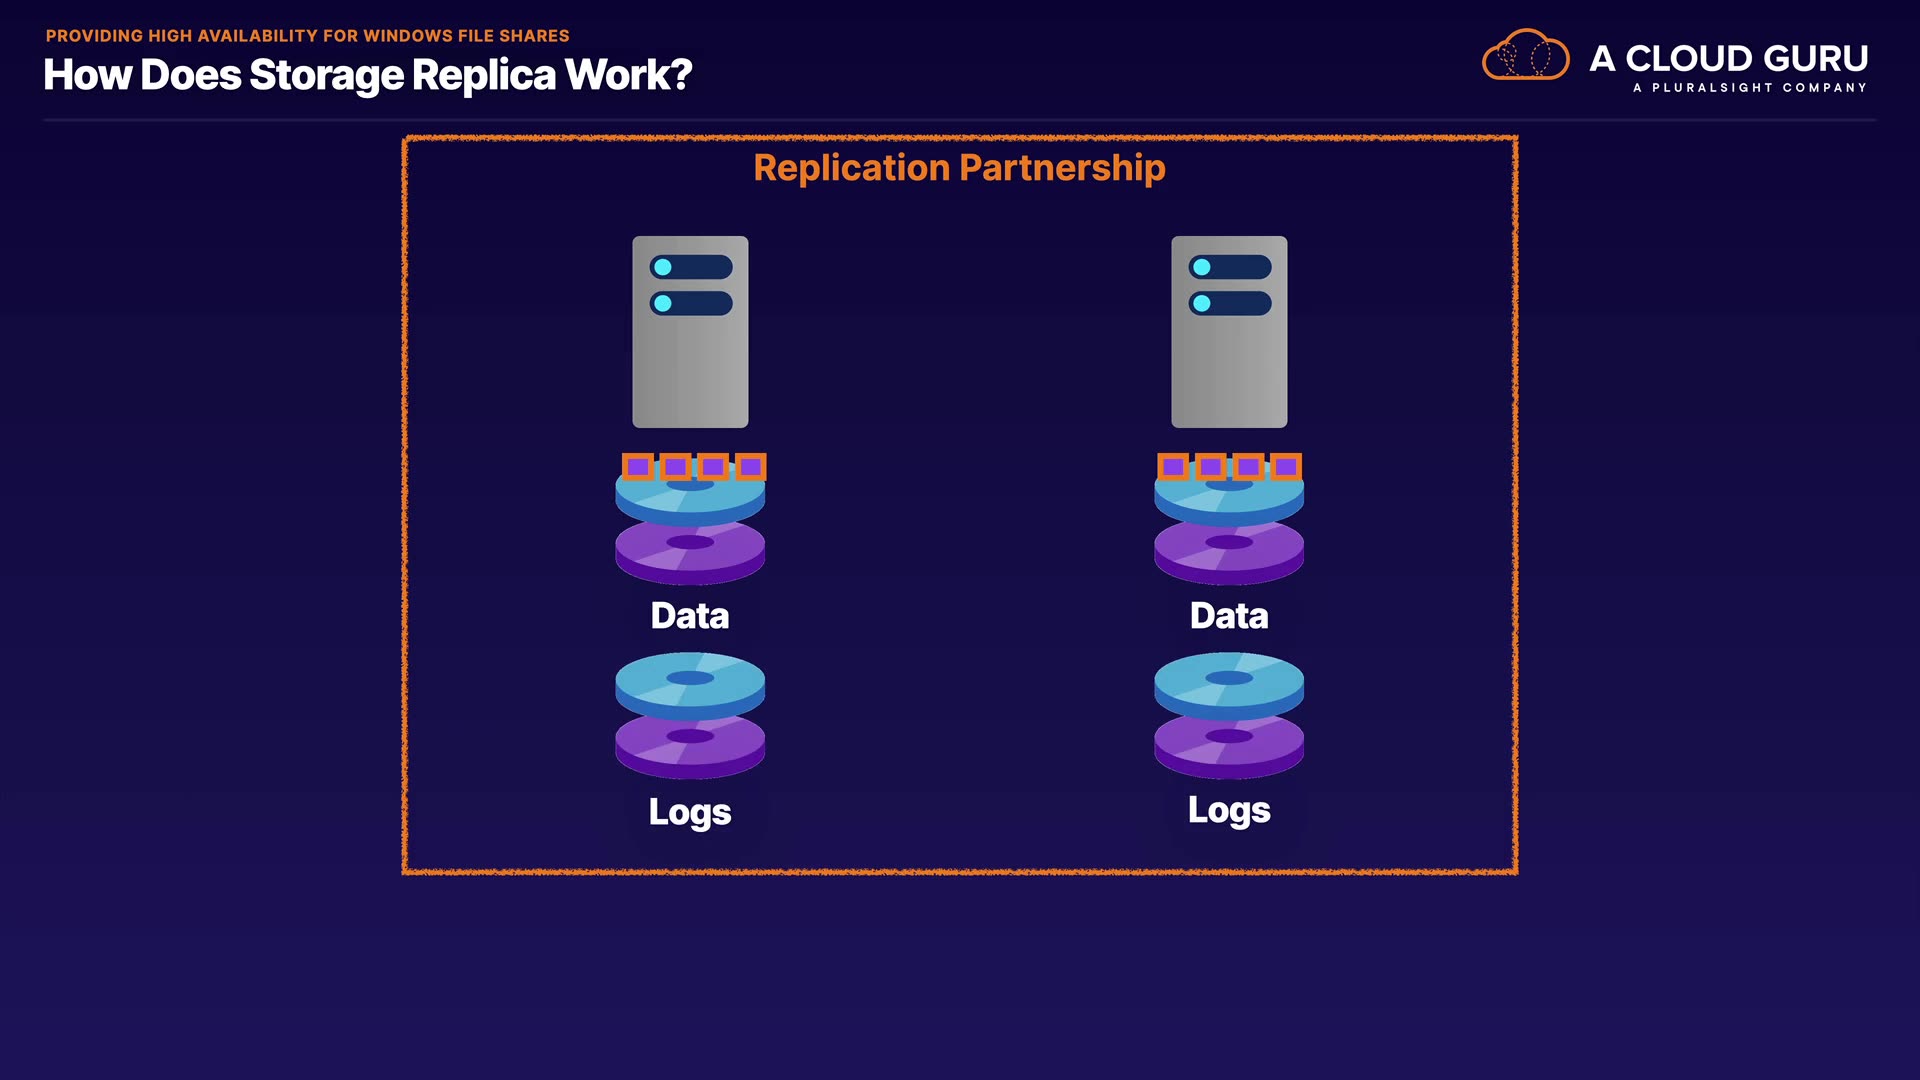 PROVIDING HIGH AVAILABILITY FOR WINDOWS FILE SHARES
How Does Storage Replica Work?
A CLOUD GURU
A PLURALSIGHT COMPANY
Replication Partnership
Data
Data
Logs
Logs